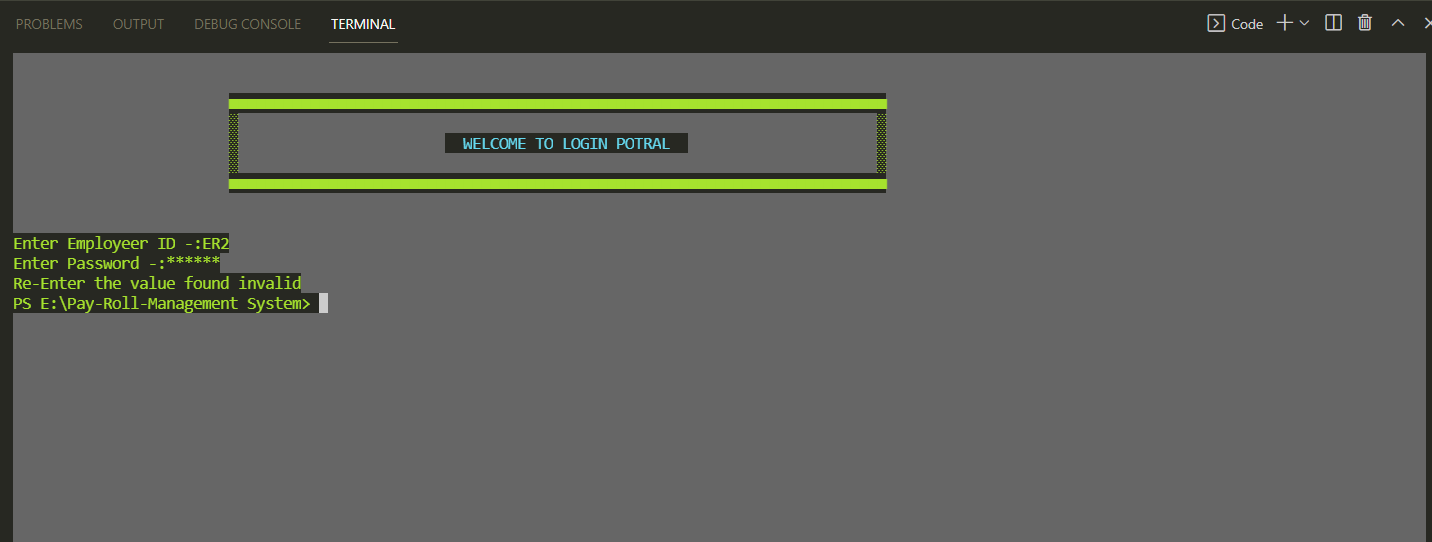 PROBLEMS OUTPUT DEBUG CONSOLE TERMINAL Code
WELCOME TO LOGIN POTRAL
Enter Employeer ID -:ER2
Enter Password -:******
Re-Enter the value found invalid
PS E:\Pay-Roll-Management System>